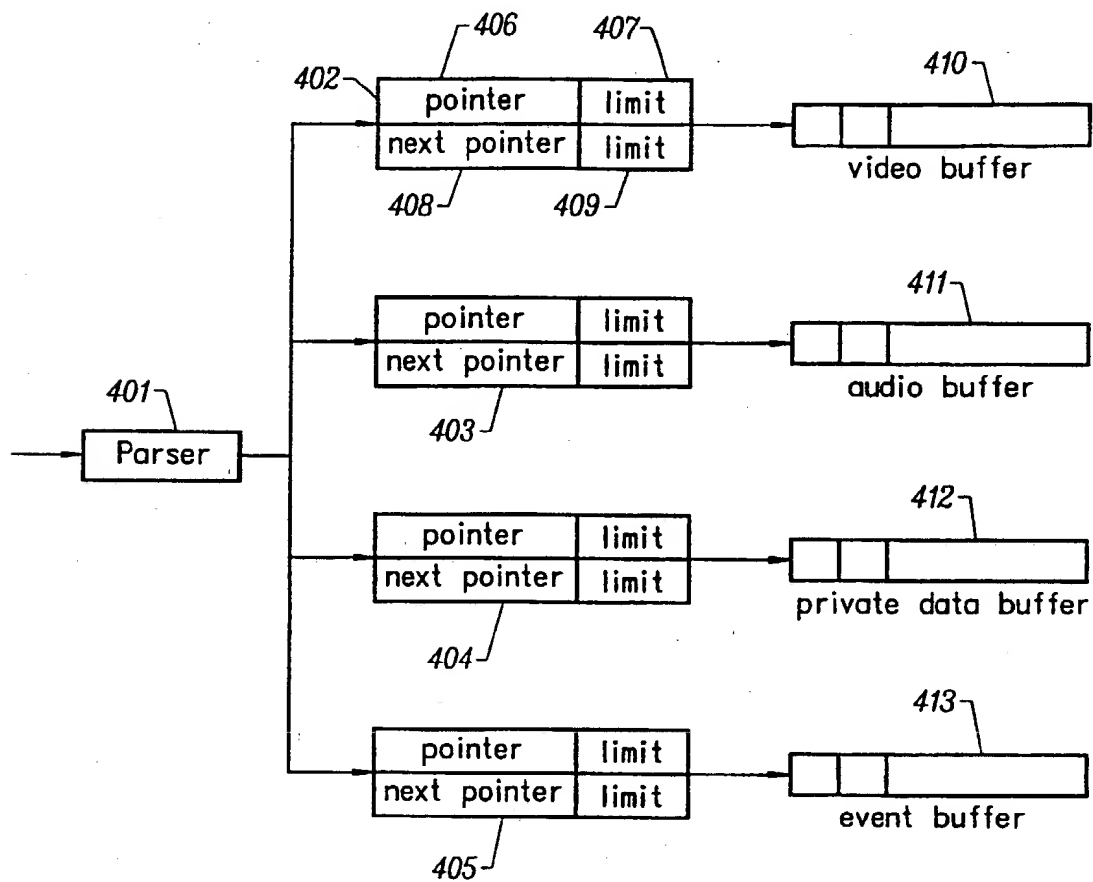 406
407
402
410
pointer limit
next pointer limit
video buffer
408
409
411
pointer limit
next pointer limit
audio buffer
401
403
Parser
412
pointer limit
next pointer limit
private data buffer
404
413
pointer limit
next pointer limit
event buffer
405